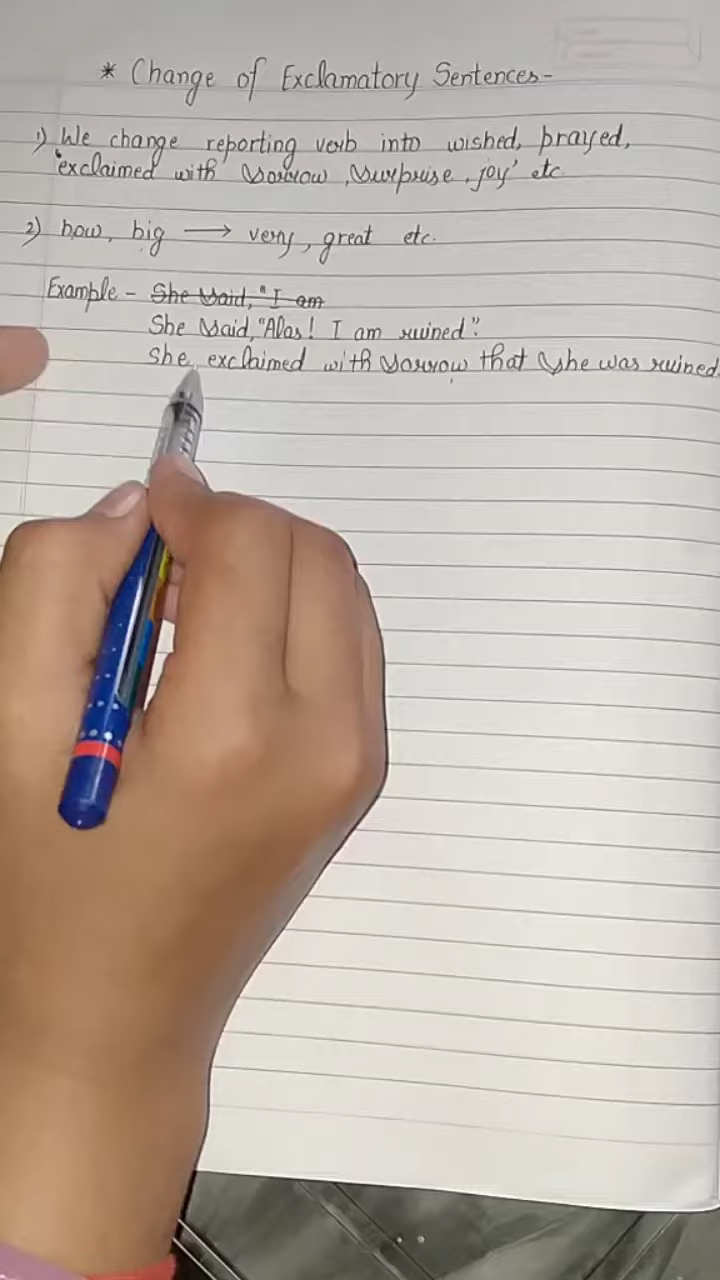 * Change of Exclamatory Sentences-
1) We change reporting verb into wished, prayed,
'exclaimed with sorrow, surprise, joy' etc
2) how, big → very, great etc.
Example - She said, "I am
She said, "Alas! I am ruined".
She exclaimed with sorrow that she was ruined.